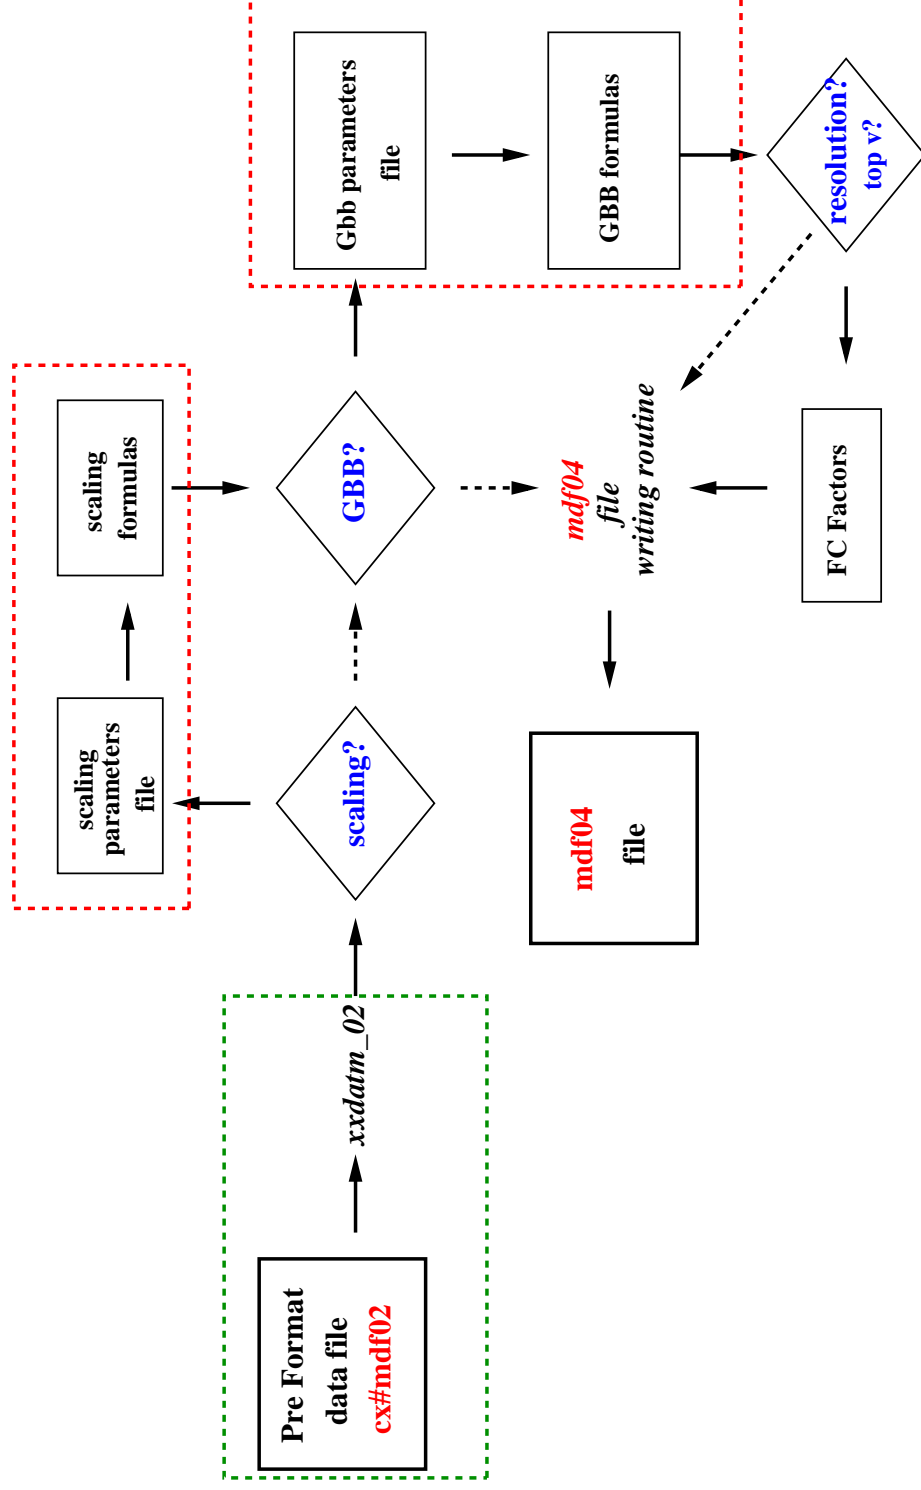 Pre Format
data file
cx#mdf02
xxdatm_02
scaling?
scaling
parameters
file
scaling
formulas
GBB?
Gbb parameters
file
GBB formulas
resolution?
top v?
FC Factors
mdf04
file
writing routine
mdf04
file